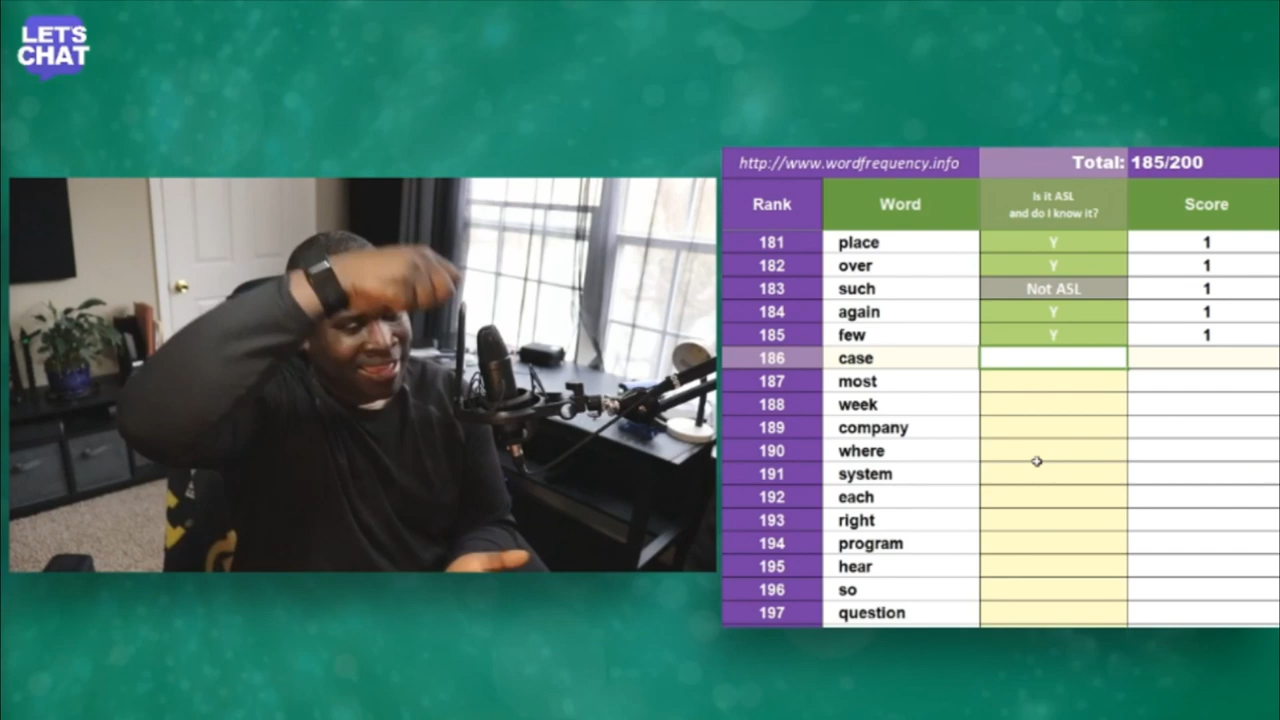 LET'S
CHAT
http://www.wordfrequency.info Total: 185/200
Rank Word Is it ASL and do I know it? Score
181 place Y 1
182 over Y 1
183 such Not ASL 1
184 again Y 1
185 few Y 1
186 case
187 most
188 week
189 company
190 where
191 system
192 each
193 right
194 program
195 hear
196 so
197 question